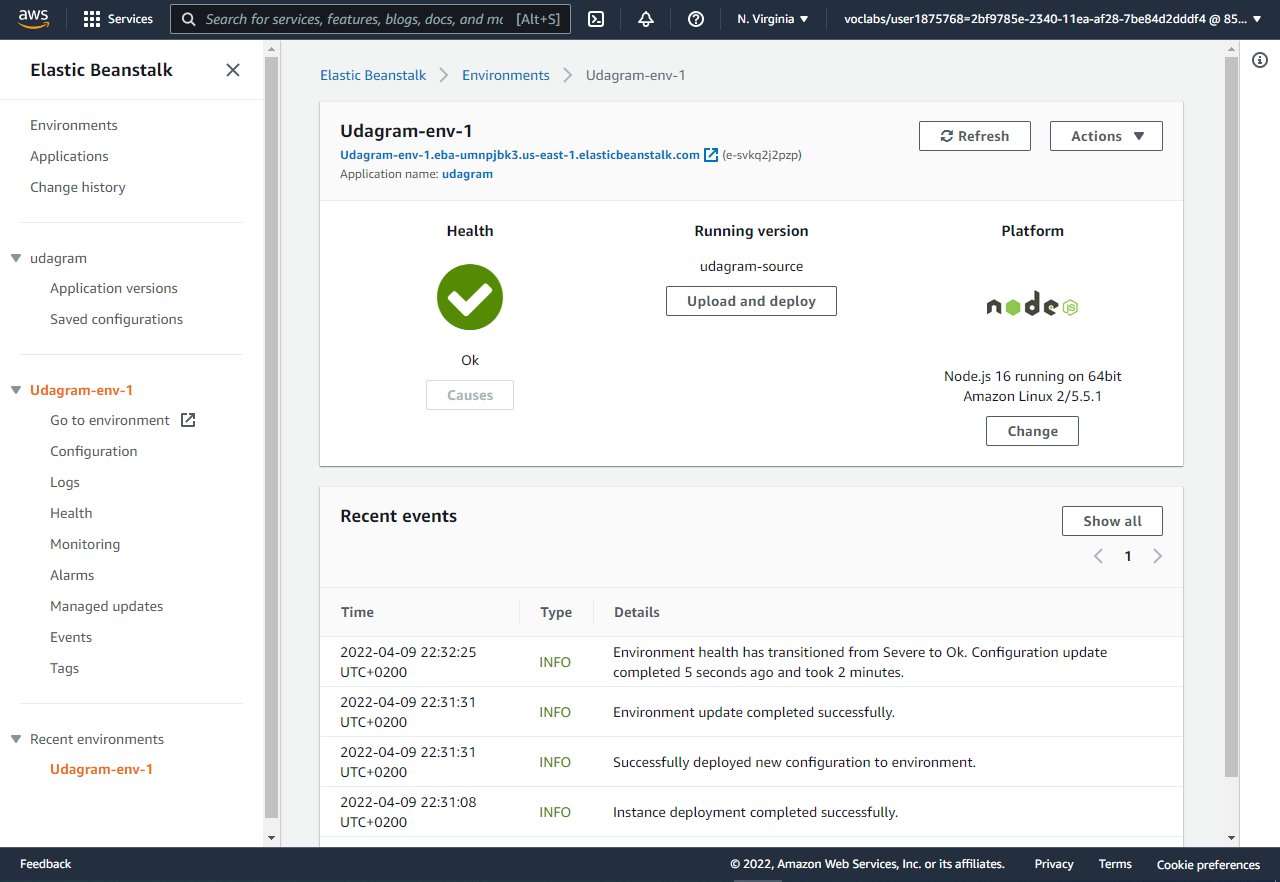 aws
Services
Search for services, features, blogs, docs, and mo [Alt+S]
N. Virginia
voclabs/user1875768=2bf9785e-2340-11ea-af28-7be84d2dddf4 @ 85...
Elastic Beanstalk
Environments
Applications
Change history
udagram
Application versions
Saved configurations
Udagram-env-1
Go to environment
Configuration
Logs
Health
Monitoring
Alarms
Managed updates
Events
Tags
Recent environments
Udagram-env-1
Elastic Beanstalk Environments Udagram-env-1
Udagram-env-1
Refresh
Actions
Udagram-env-1.eba-umnpjbk3.us-east-1.elasticbeanstalk.com (e-svkq2j2pzp)
Application name: udagram
Health
Ok
Causes
Running version
udagram-source
Upload and deploy
Platform
node JS
Node.js 16 running on 64bit
Amazon Linux 2/5.5.1
Change
Recent events
Show all
1
Time Type Details
2022-04-09 22:32:25
UTC+0200
INFO
Environment health has transitioned from Severe to Ok. Configuration update
completed 5 seconds ago and took 2 minutes.
2022-04-09 22:31:31
UTC+0200
INFO
Environment update completed successfully.
2022-04-09 22:31:31
UTC+0200
INFO
Successfully deployed new configuration to environment.
2022-04-09 22:31:08
UTC+0200
INFO
Instance deployment completed successfully.
Feedback
© 2022, Amazon Web Services, Inc. or its affiliates.
Privacy
Terms
Cookie preferences